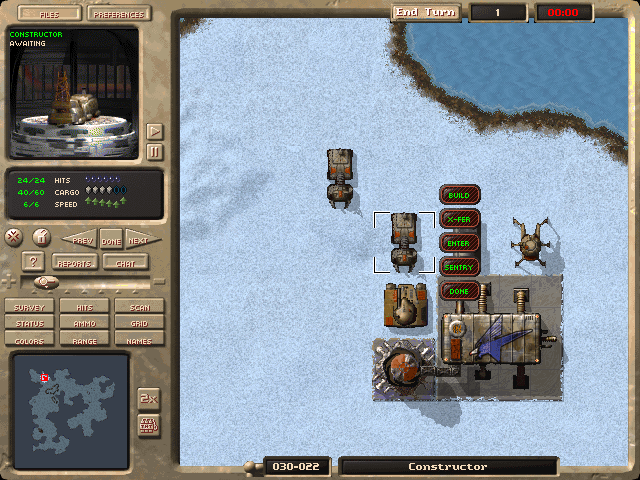 FILES
PREFERENCES
End Turn
1
00:00
CONSTRUCTOR
AWAITING
24/24 HITS
40/60 CARGO
6/6 SPEED
PREV
DONE
NEXT
?
REPORTS
CHAT
SURVEY
HITS
SCAN
STATUS
AMMO
GRID
COLORS
RANGE
NAMES
2x
BUILD
X-FER
ENTER
SENTRY
DONE
030-022
Constructor